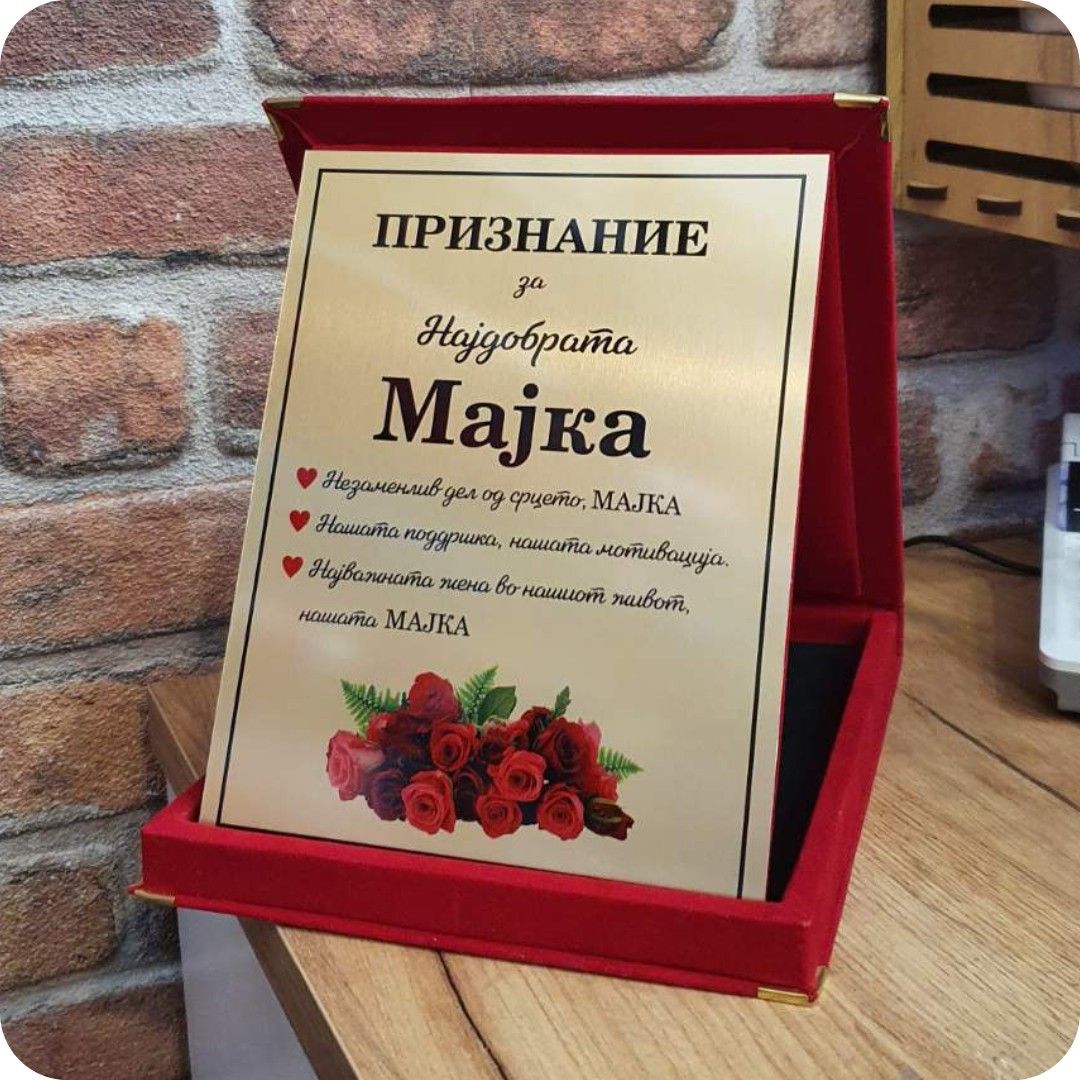 ПРИЗНАНИЕ
за
Најдобрата
Мајка
Незаменлив дел од срцето, МАЈКА
Нашата поддршка, нашата мотивација.
Најважната жена во нашиот живот,
нашата МАЈКА